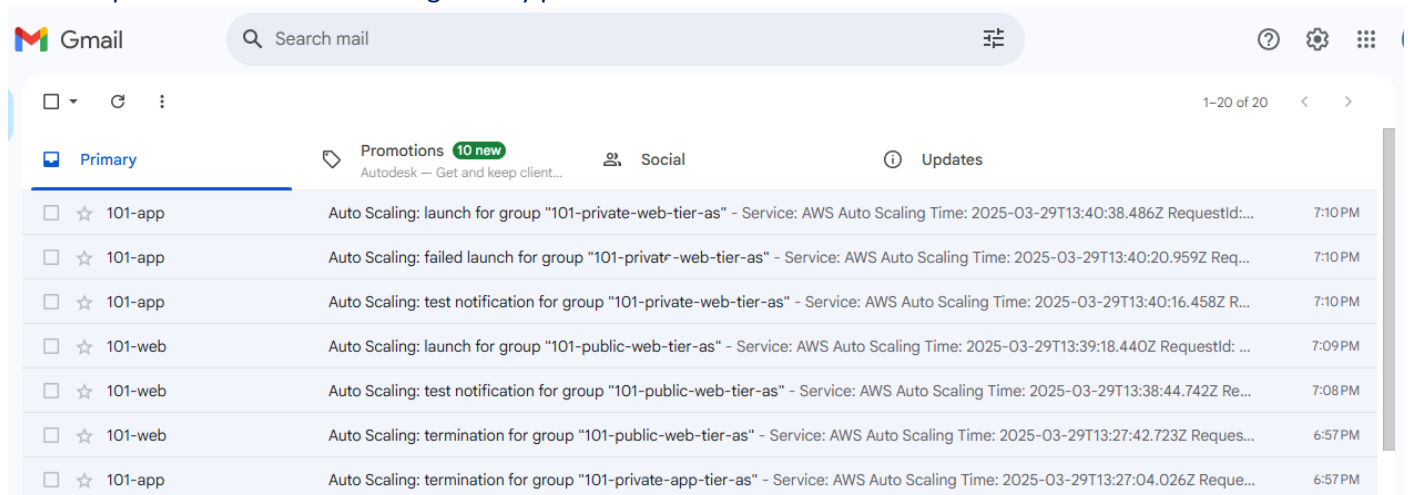 Gmail
Search mail
1–20 of 20
Primary
Promotions 10 new
Autodesk — Get and keep client...
Social
Updates
101-app Auto Scaling: launch for group "101-private-web-tier-as" - Service: AWS Auto Scaling Time: 2025-03-29T13:40:38.486Z RequestId:... 7:10 PM
101-app Auto Scaling: failed launch for group "101-private-web-tier-as" - Service: AWS Auto Scaling Time: 2025-03-29T13:40:20.959Z Req... 7:10 PM
101-app Auto Scaling: test notification for group "101-private-web-tier-as" - Service: AWS Auto Scaling Time: 2025-03-29T13:40:16.458Z R... 7:10 PM
101-web Auto Scaling: launch for group "101-public-web-tier-as" - Service: AWS Auto Scaling Time: 2025-03-29T13:39:18.440Z RequestId: ... 7:09 PM
101-web Auto Scaling: test notification for group "101-public-web-tier-as" - Service: AWS Auto Scaling Time: 2025-03-29T13:38:44.742Z Re... 7:08 PM
101-web Auto Scaling: termination for group "101-public-web-tier-as" - Service: AWS Auto Scaling Time: 2025-03-29T13:27:42.723Z Reques... 6:57 PM
101-app Auto Scaling: termination for group "101-private-app-tier-as" - Service: AWS Auto Scaling Time: 2025-03-29T13:27:04.026Z Reque... 6:57 PM